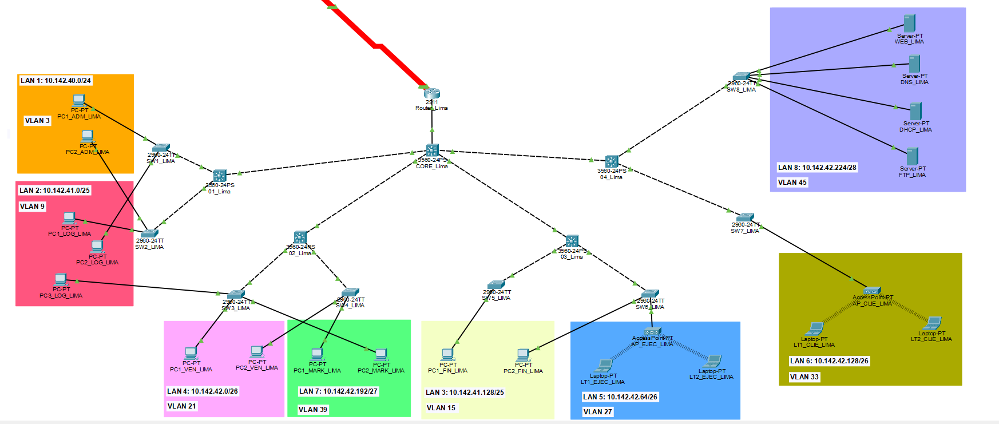 LAN 1: 10.142.40.0/24
PC-PT
PC1_ADM_LIMA
VLAN 3
PC-PT
PC2_ADM_LIMA
LAN 2: 10.142.41.0/25
VLAN 9
PC-PT
PC1_LOG_LIMA
PC-PT
PC2_LOG_LIMA
PC-PT
PC3_LOG_LIMA
2960-24TT
SW1_LIMA
2960-24TT
SW2_LIMA
3560-24PS
01_Lima
2911
Router_Lima
3560-24PS
CORE_Lima
3560-24PS
02_Lima
3560-24PS
03_Lima
3560-24PS
04_Lima
2960-24TT
SW3_LIMA
2960-24TT
SW4_LIMA
2960-24TT
SW5_LIMA
2960-24TT
SW6_LIMA
2960-24TT
SW7_LIMA
2960-24TT
SW8_LIMA
PC-PT
PC1_VEN_LIMA
PC-PT
PC2_VEN_LIMA
LAN 4: 10.142.42.0/26
VLAN 21
PC-PT
PC1_MARK_LIMA
PC-PT
PC2_MARK_LIMA
LAN 7: 10.142.42.192/27
VLAN 39
PC-PT
PC1_FIN_LIMA
PC-PT
PC2_FIN_LIMA
LAN 3: 10.142.41.128/25
VLAN 15
AccessPoint-PT
AP_EJEC_LIMA
Laptop-PT
LT1_EJEC_LIMA
Laptop-PT
LT2_EJEC_LIMA
LAN 5: 10.142.42.64/26
VLAN 27
AccessPoint-PT
AP_CLIE_LIMA
Laptop-PT
LT1_CLIE_LIMA
Laptop-PT
LT2_CLIE_LIMA
LAN 6: 10.142.42.128/26
VLAN 33
Server-PT
WEB_LIMA
Server-PT
DNS_LIMA
Server-PT
DHCP_LIMA
Server-PT
FTP_LIMA
LAN 8: 10.142.42.224/28
VLAN 45